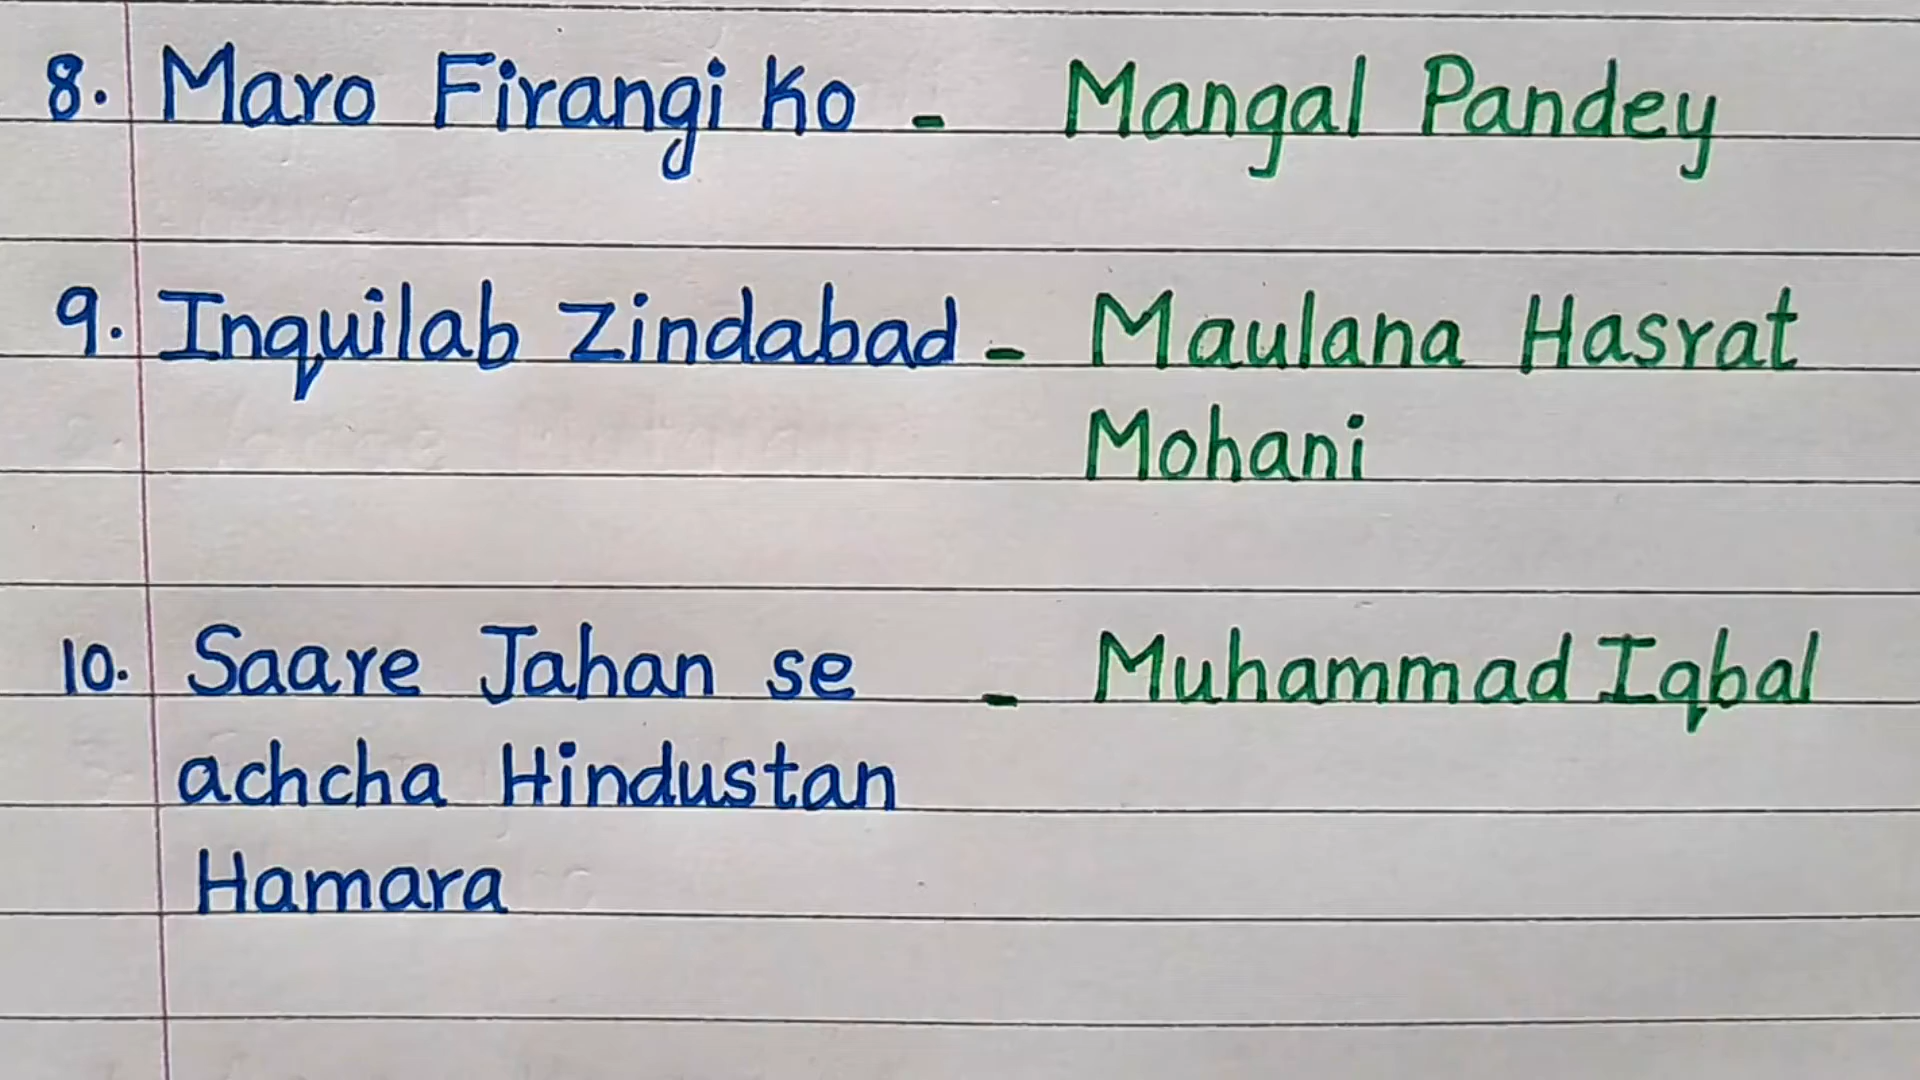 8. Maro Firangi Ko - Mangal Pandey
9. Inquilab Zindabad - Maulana Hasrat
Mohani
10. Saare Jahan se - Muhammad Iqbal
achcha Hindustan
Hamara